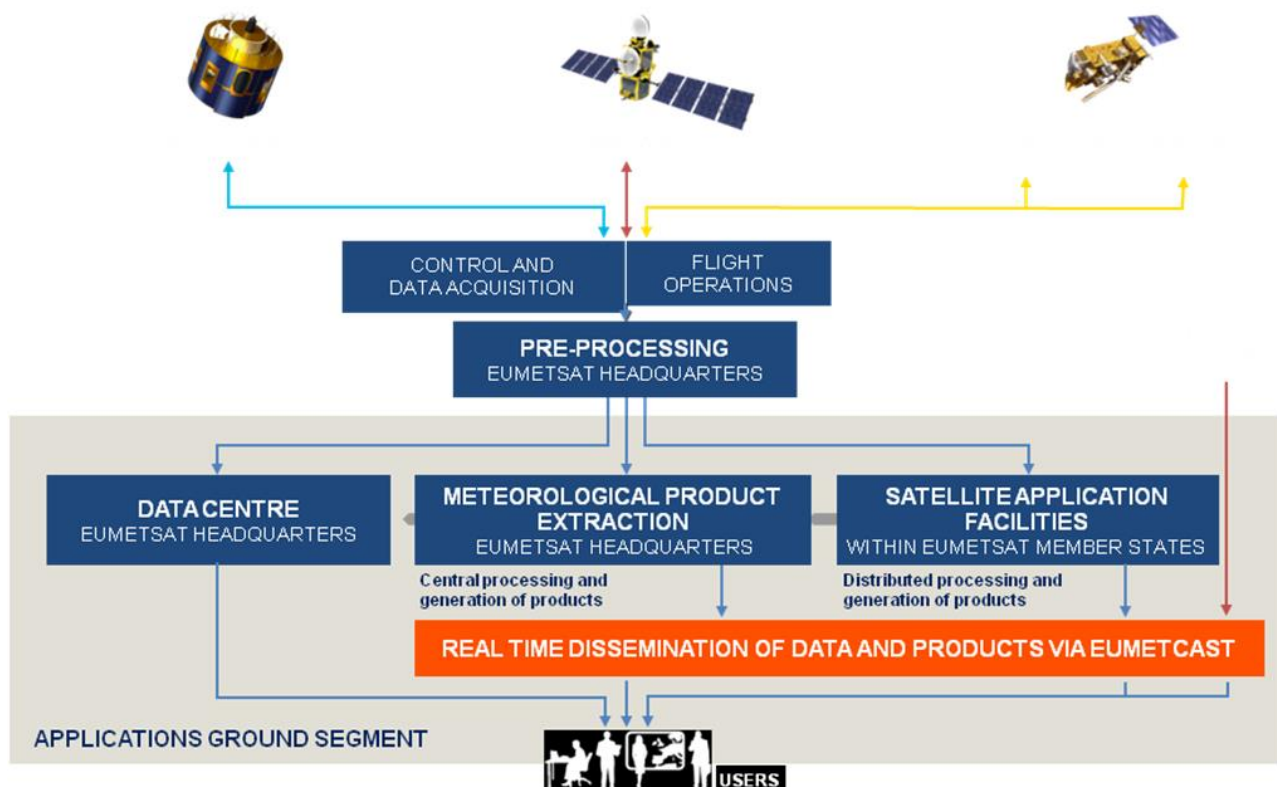 CONTROL AND
DATA ACQUISITION
FLIGHT
OPERATIONS
PRE-PROCESSING
EUMETSAT HEADQUARTERS
DATA CENTRE
EUMETSAT HEADQUARTERS
METEOROLOGICAL PRODUCT
EXTRACTION
EUMETSAT HEADQUARTERS
SATELLITE APPLICATION
FACILITIES
WITHIN EUMETSAT MEMBER STATES
Central processing and
generation of products
Distributed processing and
generation of products
REAL TIME DISSEMINATION OF DATA AND PRODUCTS VIA EUMETCAST
APPLICATIONS GROUND SEGMENT
USERS